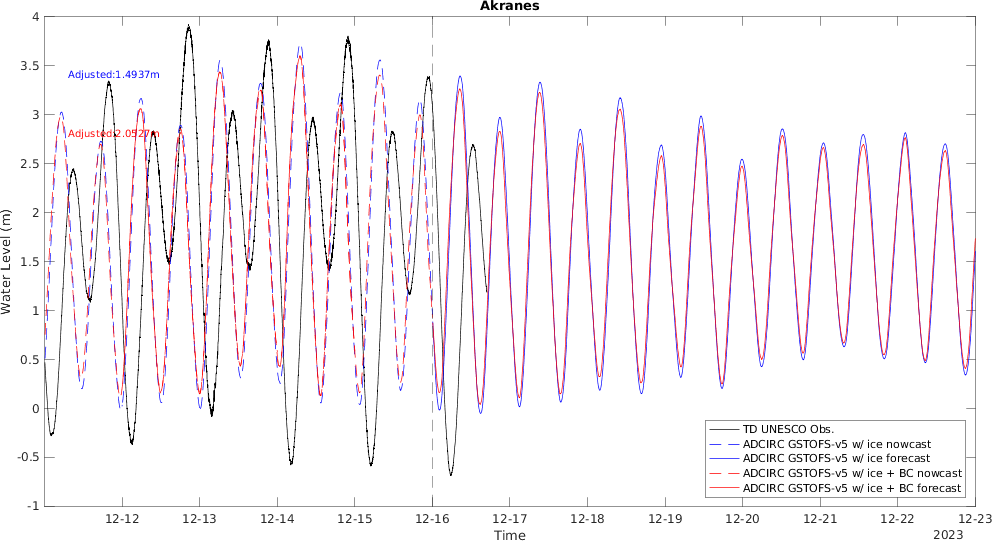 Akranes
4
3.5
3
2.5
2
1.5
1
0.5
0
-0.5
-1
Water Level (m)
Adjusted:1.4937m
Adjusted:2.0527m
TD UNESCO Obs.
ADCIRC GSTOFS-v5 w/ ice nowcast
ADCIRC GSTOFS-v5 w/ ice forecast
ADCIRC GSTOFS-v5 w/ ice + BC nowcast
ADCIRC GSTOFS-v5 w/ ice + BC forecast
12-12 12-13 12-14 12-15 12-16 12-17 12-18 12-19 12-20 12-21 12-22 12-23
Time
2023